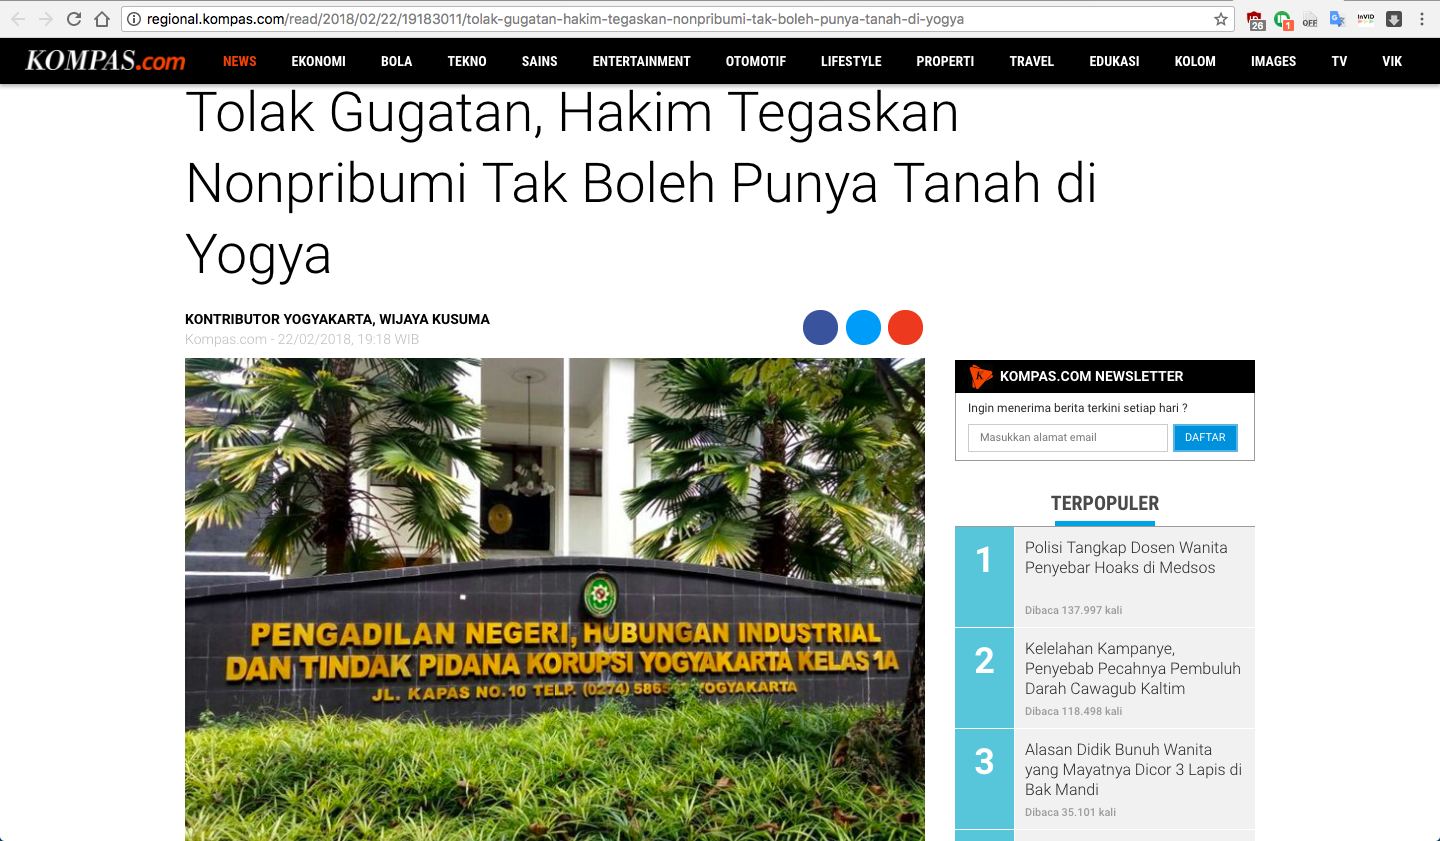 regional.kompas.com/read/2018/02/22/19183011/tolak-gugatan-hakim-tegaskan-nonpribumi-tak-boleh-punya-tanah-di-yogya
26
1
OFF
InVID
KOMPAS.com
NEWS EKONOMI BOLA TEKNO SAINS ENTERTAINMENT OTOMOTIF LIFESTYLE PROPERTI TRAVEL EDUKASI KOLOM IMAGES TV VIK
Tolak Gugatan, Hakim Tegaskan
Nonpribumi Tak Boleh Punya Tanah di
Yogya
KONTRIBUTOR YOGYAKARTA, WIJAYA KUSUMA
Kompas.com - 22/02/2018, 19:18 WIB
PENGADILAN NEGERI, HUBUNGAN INDUSTRIAL
DAN TINDAK PIDANA KORUPSI YOGYAKARTA KELAS 1A
JL. KAPAS NO. 10 TELP. (0274) YOGYAKARTA
KOMPAS.COM NEWSLETTER
Ingin menerima berita terkini setiap hari ?
Masukkan alamat email
DAFTAR
TERPOPULER
1
Polisi Tangkap Dosen Wanita
Penyebar Hoaks di Medsos
Dibaca 137.997 kali
2
Kelelahan Kampanye,
Penyebab Pecahnya Pembuluh
Darah Cawagub Kaltim
Dibaca 118.498 kali
3
Alasan Didik Bunuh Wanita
yang Mayatnya Dicor 3 Lapis di
Bak Mandi
Dibaca 35.101 kali